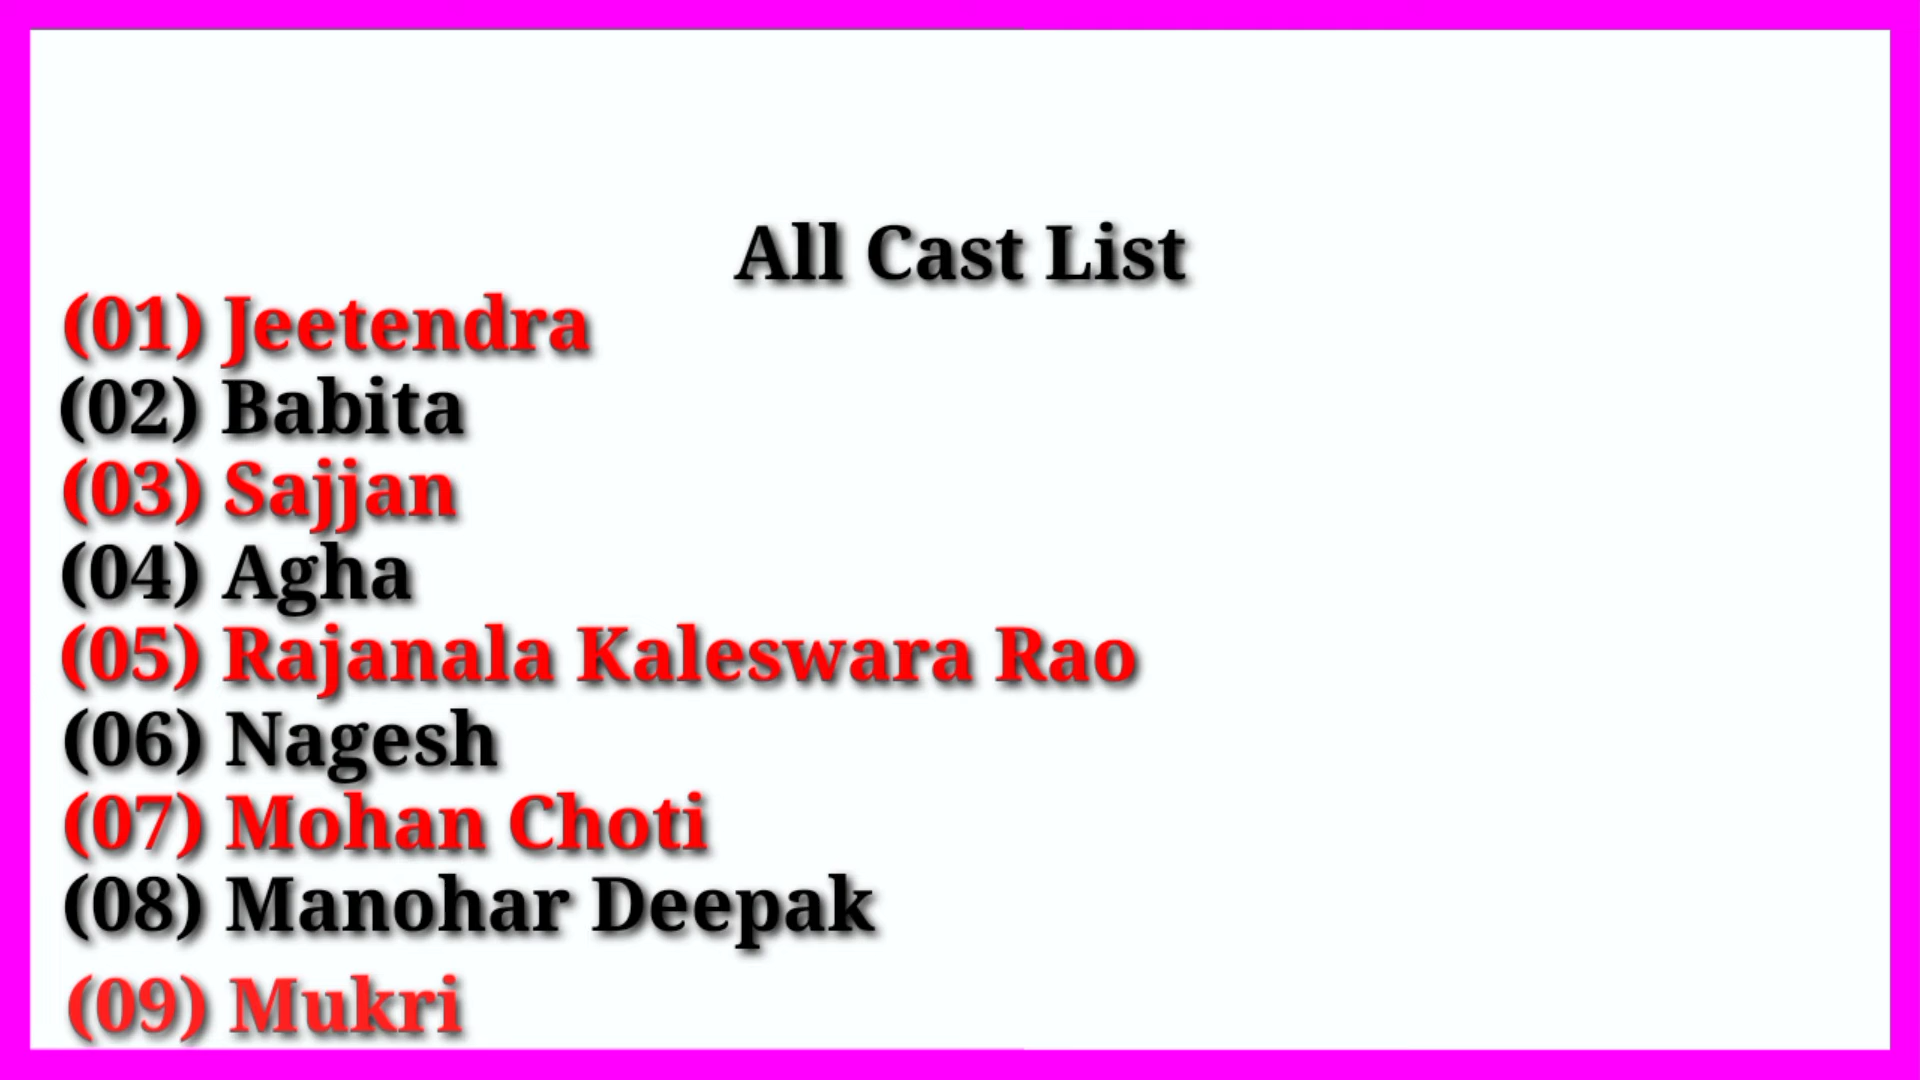 All Cast List
(01) Jeetendra
(02) Babita
(03) Sajjan
(04) Agha
(05) Rajanala Kaleswara Rao
(06) Nagesh
(07) Mohan Choti
(08) Manohar Deepak
(09) Mukri